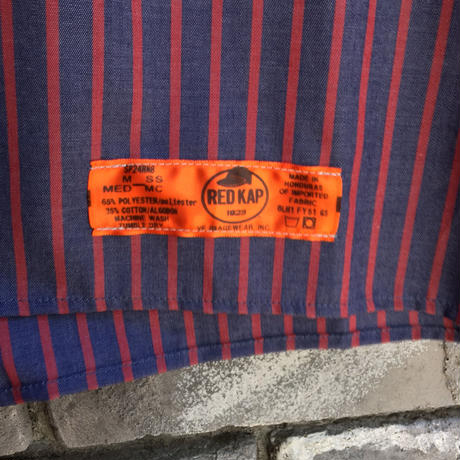 SP24RNB
M SS
MED MC
65% POLYESTER/poliester
35% COTTON/ALGODON
MACHINE WASH
TUMBLE DRY
RED KAP
1923
VF IMAGEWEAR, INC.
MADE IN
HONDURAS
OF IMPORTED
FABRIC